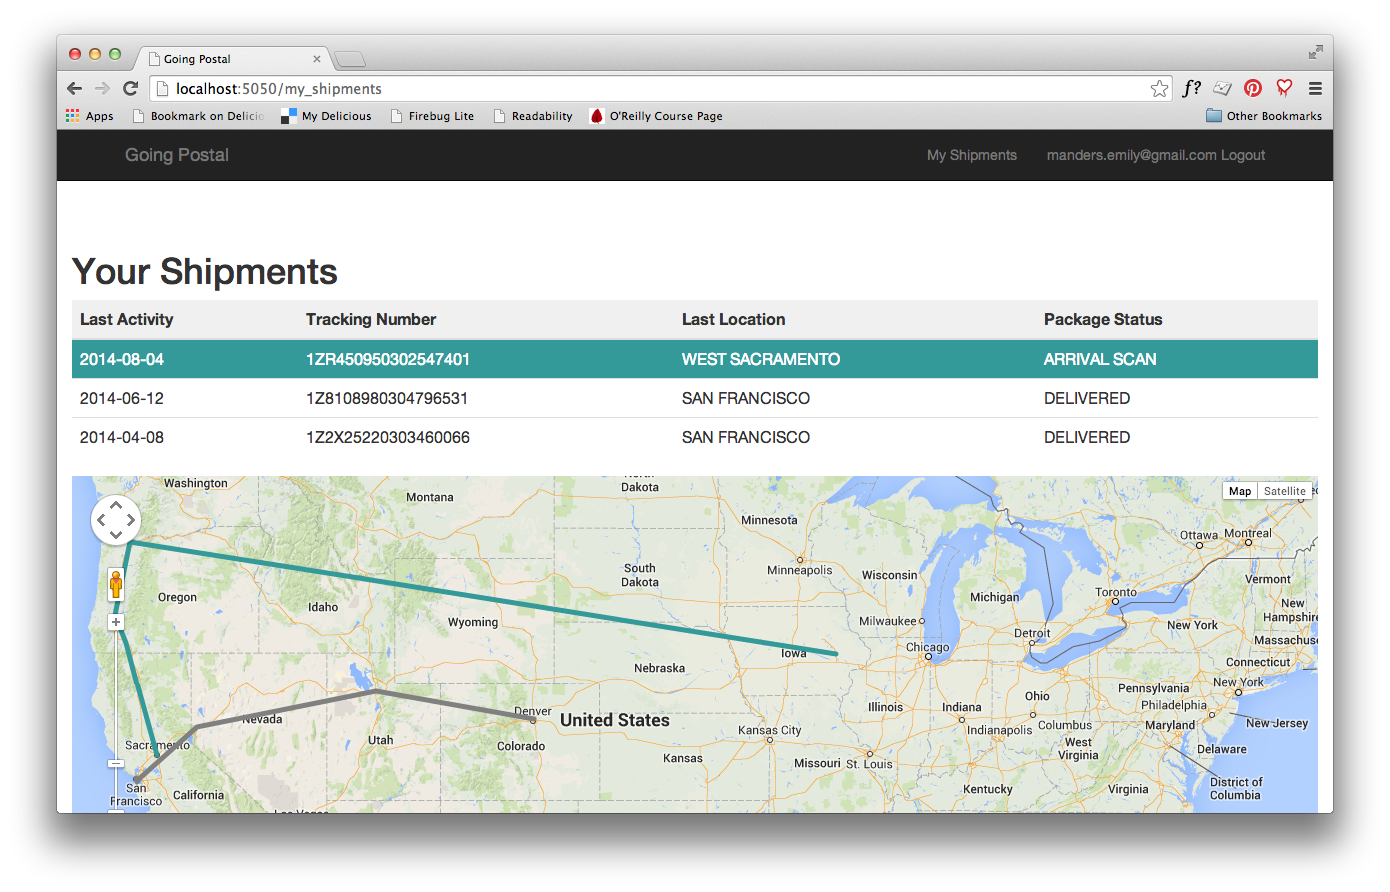 Going Postal
localhost:5050/my_shipments
f?
Apps Bookmark on Delicio My Delicious Firebug Lite Readability O'Reilly Course Page Other Bookmarks
Going Postal My Shipments manders.emily@gmail.com Logout
Your Shipments
Last Activity Tracking Number Last Location Package Status
2014-08-04 1ZR450950302547401 WEST SACRAMENTO ARRIVAL SCAN
2014-06-12 1Z8108980304796531 SAN FRANCISCO DELIVERED
2014-04-08 1Z2X25220303460066 SAN FRANCISCO DELIVERED
Washington
Montana
Dakota
Minnesota
Map Satellite
Ottawa Montreal
South
Dakota
Minneapolis
Wisconsin
Michigan
Toronto
Vermont
Oregon
Idaho
Wyoming
Milwaukee
Detroit
New York
New
Hampshire
Massachus
Iowa
Chicago
Nebraska
Connecticut
New York
Pennsylvania
Philadelphia
Ohio
Illinois
Indiana
Nevada
Denver
United States
Kansas City
Indianapolis
Columbus
Maryland
New Jersey
Sacramento
Utah
Colorado
Kansas
Missouri
St. Louis
West
Virginia
Delaware
San
Francisco
California
Kentucky
Virginia
District of
Columbia
Las Vegas